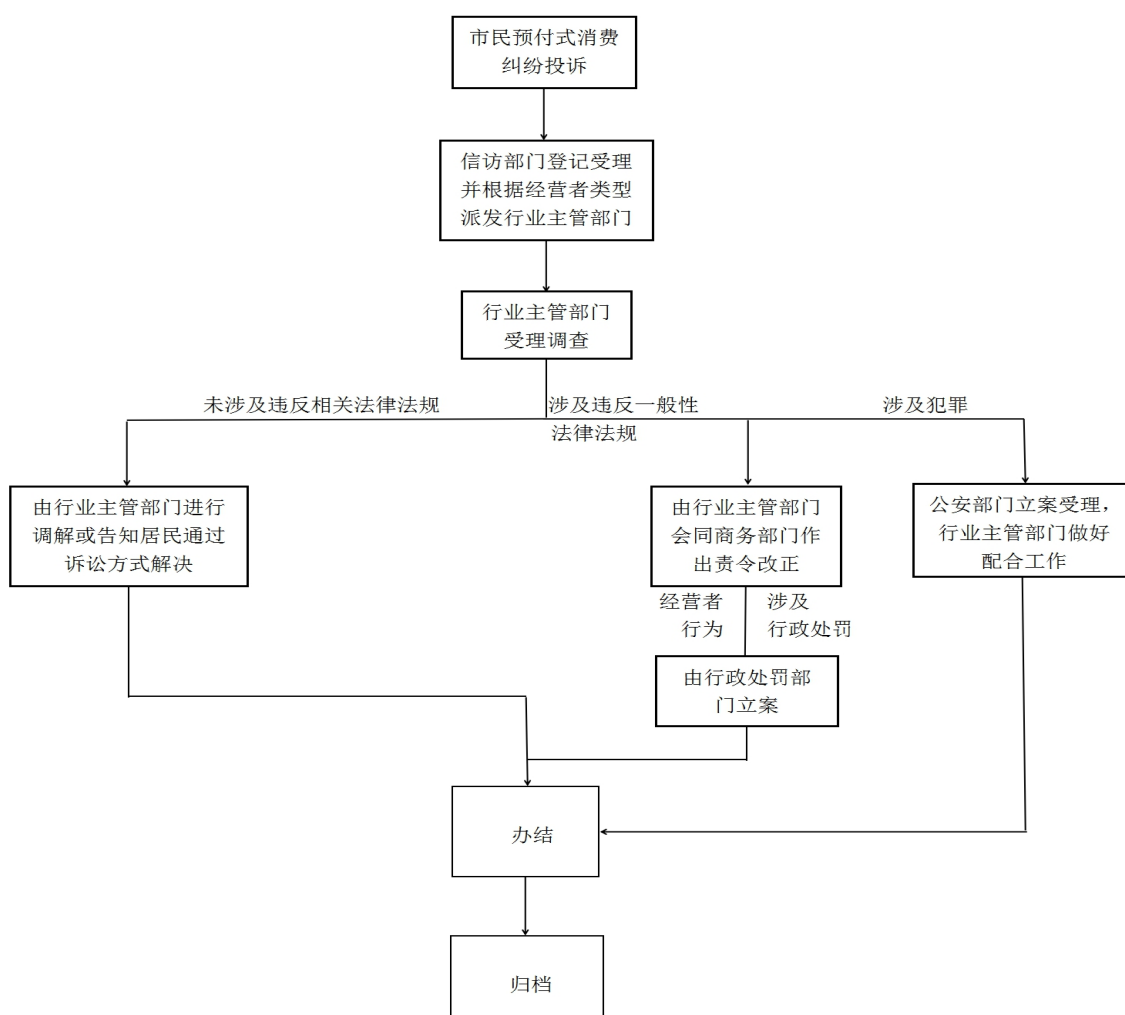 市民预付式消费
纠纷投诉
信访部门登记受理
并根据经营者类型
派发行业主管部门
行业主管部门
受理调查
未涉及违反相关法律法规
涉及违反一般性
法律法规
涉及犯罪
由行业主管部门进行
调解或告知居民通过
诉讼方式解决
由行业主管部门
会同商务部门作
出责令改正
公安部门立案受理，
行业主管部门做好
配合工作
经营者
行为
涉及
行政处罚
由行政处罚部
门立案
办结
归档